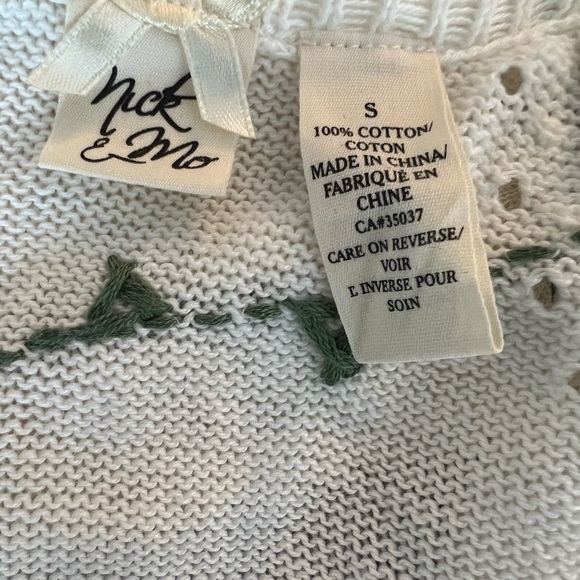 Nick
& Mo
S
100% COTTON/
COTON
MADE IN CHINA/
FABRIQUÉ EN
CHINE
CA#35037
CARE ON REVERSE/
VOIR
L INVERSE POUR
SOIN